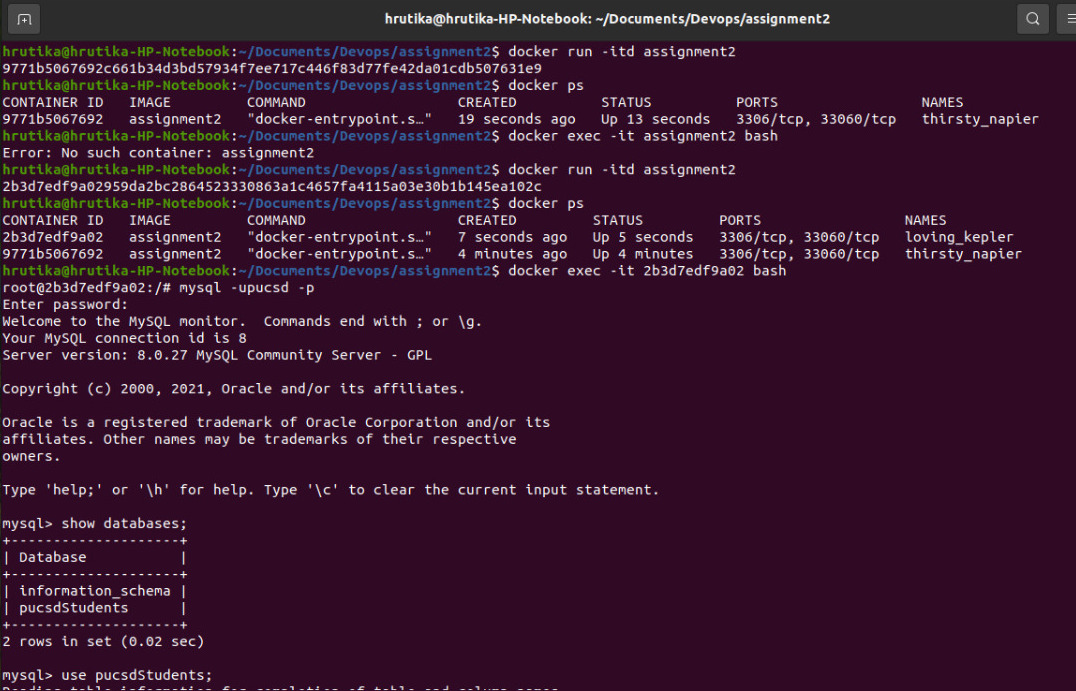 hrutika@hrutika-HP-Notebook: ~/Documents/Devops/assignment2
hrutika@hrutika-HP-Notebook:~/Documents/Devops/assignment2$ docker run -itd assignment2
9771b5067692c661b34d3bd57934f7ee717c446f83d77fe42da01cdb507631e9
hrutika@hrutika-HP-Notebook:~/Documents/Devops/assignment2$ docker ps
CONTAINER ID   IMAGE         COMMAND                  CREATED          STATUS          PORTS                 NAMES
9771b5067692   assignment2   "docker-entrypoint.s…"   19 seconds ago   Up 13 seconds   3306/tcp, 33060/tcp   thirsty_napier
hrutika@hrutika-HP-Notebook:~/Documents/Devops/assignment2$ docker exec -it assignment2 bash
Error: No such container: assignment2
hrutika@hrutika-HP-Notebook:~/Documents/Devops/assignment2$ docker run -itd assignment2
2b3d7edf9a02959da2bc2864523330863a1c4657fa4115a03e30b1b145ea102c
hrutika@hrutika-HP-Notebook:~/Documents/Devops/assignment2$ docker ps
CONTAINER ID   IMAGE         COMMAND                  CREATED         STATUS         PORTS                 NAMES
2b3d7edf9a02   assignment2   "docker-entrypoint.s…"   7 seconds ago   Up 5 seconds   3306/tcp, 33060/tcp   loving_kepler
9771b5067692   assignment2   "docker-entrypoint.s…"   4 minutes ago   Up 4 minutes   3306/tcp, 33060/tcp   thirsty_napier
hrutika@hrutika-HP-Notebook:~/Documents/Devops/assignment2$ docker exec -it 2b3d7edf9a02 bash
root@2b3d7edf9a02:/# mysql -upucsd -p
Enter password:
Welcome to the MySQL monitor.  Commands end with ; or \g.
Your MySQL connection id is 8
Server version: 8.0.27 MySQL Community Server - GPL
Copyright (c) 2000, 2021, Oracle and/or its affiliates.
Oracle is a registered trademark of Oracle Corporation and/or its
affiliates. Other names may be trademarks of their respective
owners.
Type 'help;' or '\h' for help. Type '\c' to clear the current input statement.
mysql> show databases;
+--------------------+
| Database           |
+--------------------+
| information_schema |
| pucsdStudents      |
+--------------------+
2 rows in set (0.02 sec)
mysql> use pucsdStudents;
Reading table information for completion of table and column names